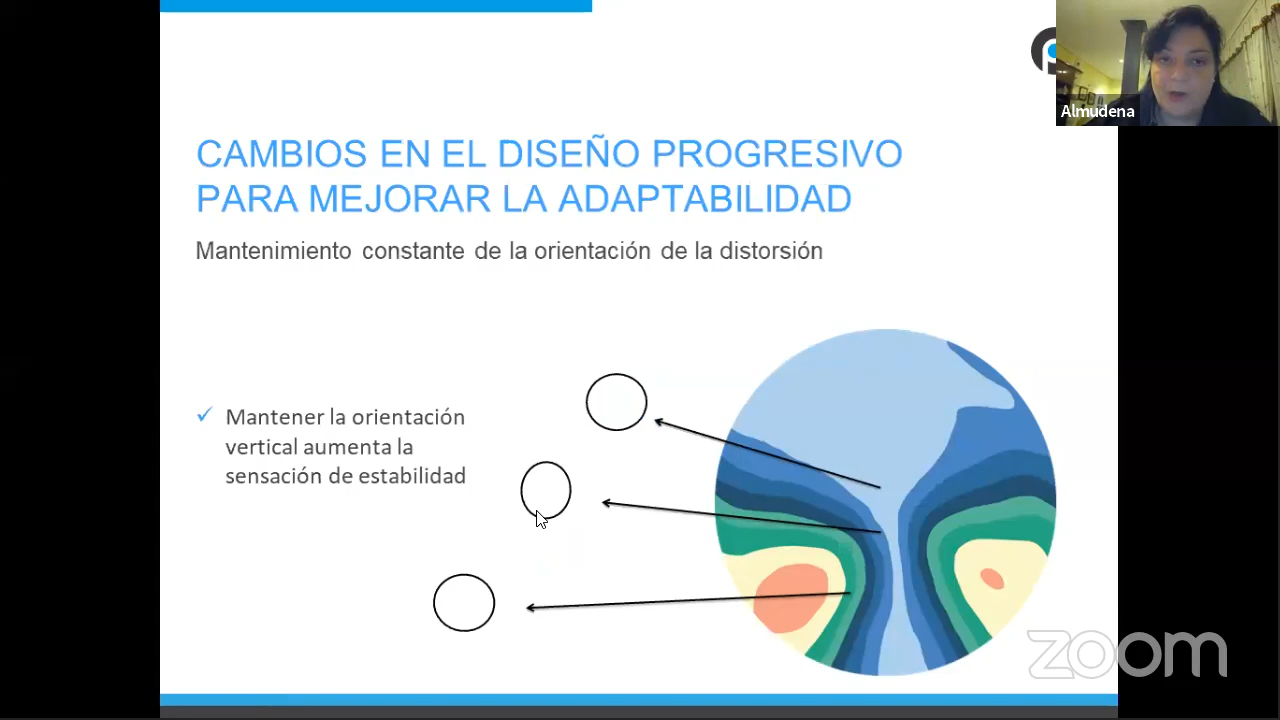 Almudena
CAMBIOS EN EL DISEÑO PROGRESIVO
PARA MEJORAR LA ADAPTABILIDAD
Mantenimiento constante de la orientación de la distorsión
Mantener la orientación
vertical aumenta la
sensación de estabilidad
zoom